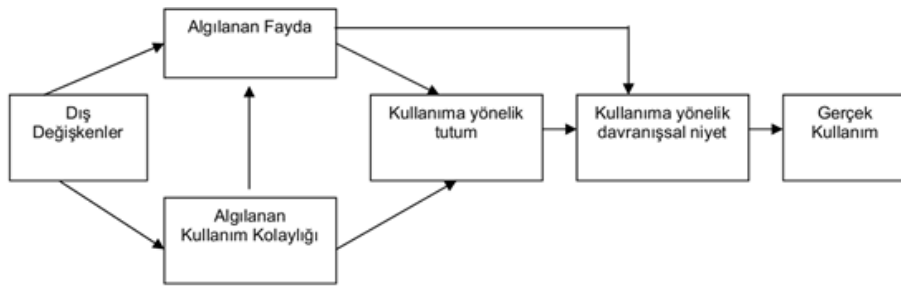 Algılanan Fayda
Dış
Değişkenler
Kullanıma yönelik
tutum
Kullanıma yönelik
davranışsal niyet
Gerçek
Kullanım
Algılanan
Kullanım Kolaylığı